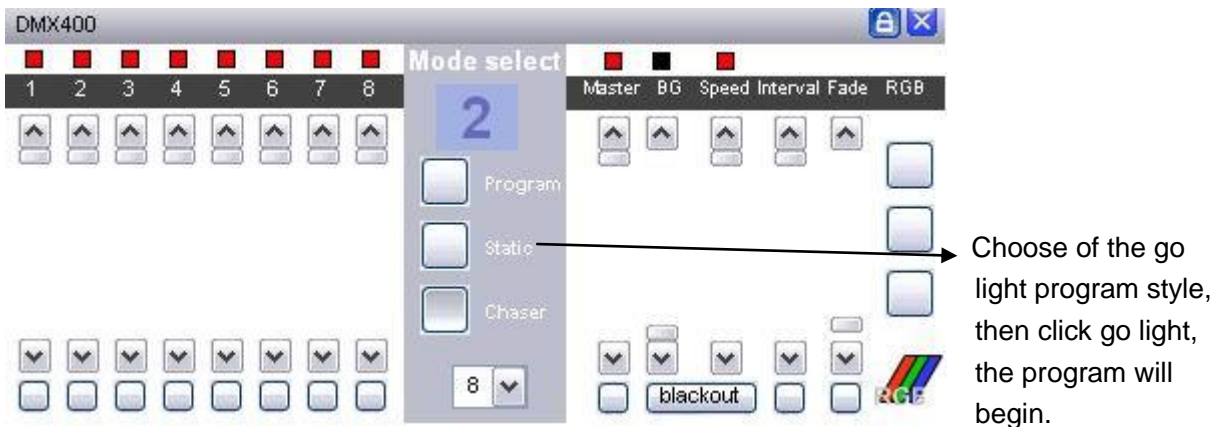 DMX400
1 2 3 4 5 6 7 8
Mode select
2
Program
Static
Chaser
8
Master BG Speed Interval Fade RGB
blackout
RGB
Choose of the go
light program style,
then click go light,
the program will
begin.